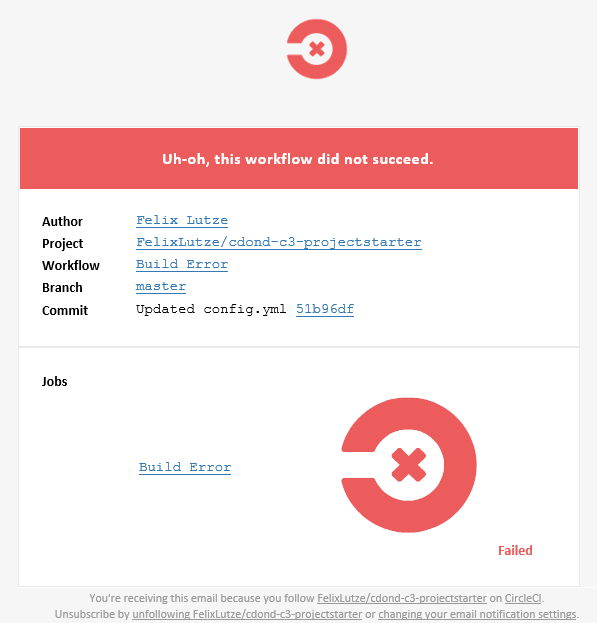 Uh-oh, this workflow did not succeed.
Author Felix Lutze
Project FelixLutze/cdond-c3-projectstarter
Workflow Build Error
Branch master
Commit Updated config.yml 51b96df
Jobs
Build Error
Failed
You're receiving this email because you follow FelixLutze/cdond-c3-projectstarter on CircleCI.
Unsubscribe by unfollowing FelixLutze/cdond-c3-projectstarter or changing your email notification settings.